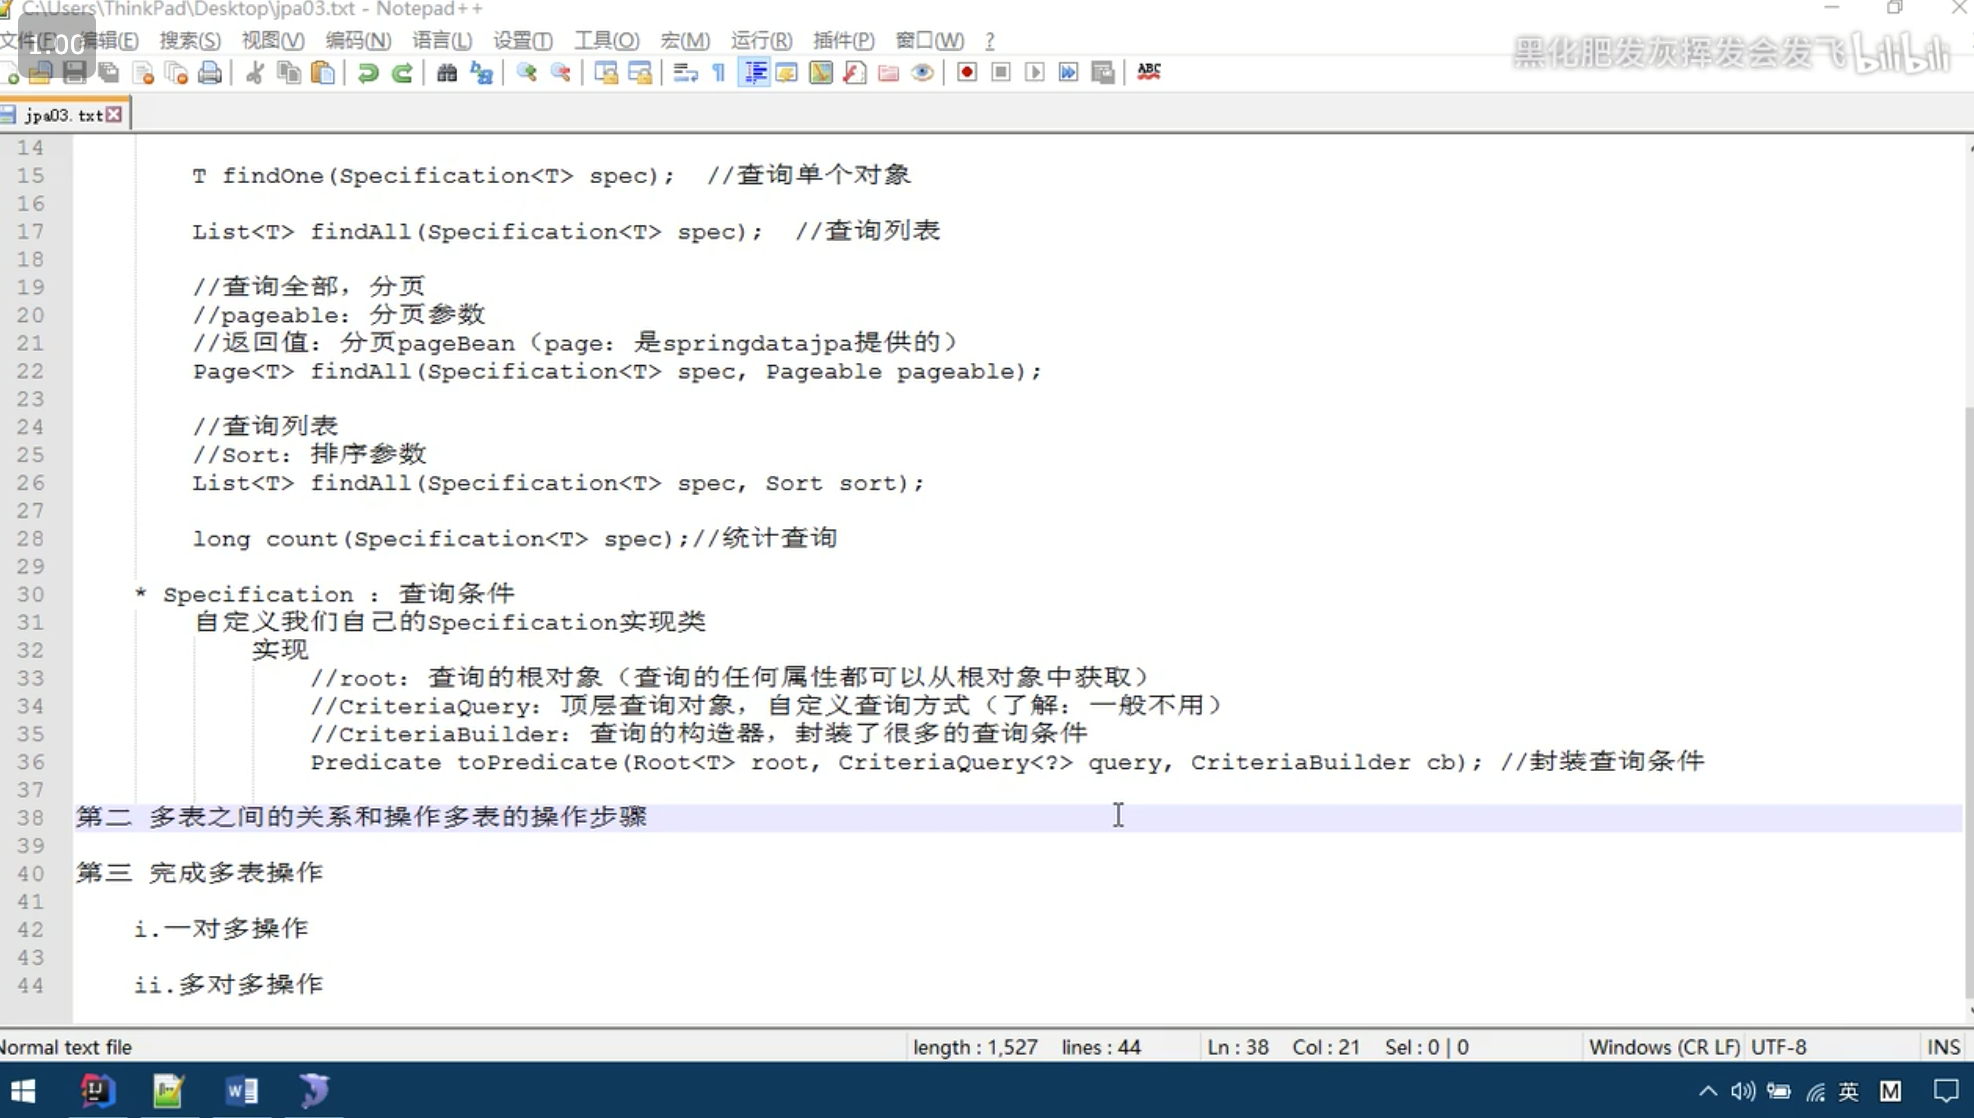 C:\Users\ThinkPad\Desktop\jpa03.txt - Notepad++
1.00
编辑(E) 搜索(S) 视图(V) 编码(N) 语言(L) 设置(T) 工具(O) 宏(M) 运行(R) 插件(P) 窗口(W) ?
黑化肥发灰挥发会发飞 bilibili
ABC
jpa03.txt
14
15 T findOne(Specification<T> spec); //查询单个对象
16
17 List<T> findAll(Specification<T> spec); //查询列表
18
19 //查询全部，分页
20 //pageable：分页参数
21 //返回值：分页pageBean（page：是springdatajpa提供的）
22 Page<T> findAll(Specification<T> spec, Pageable pageable);
23
24 //查询列表
25 //Sort：排序参数
26 List<T> findAll(Specification<T> spec, Sort sort);
27
28 long count(Specification<T> spec);//统计查询
29
30 * Specification : 查询条件
31 自定义我们自己的Specification实现类
32 实现
33 //root：查询的根对象（查询的任何属性都可以从根对象中获取）
34 //CriteriaQuery：顶层查询对象，自定义查询方式（了解：一般不用）
35 //CriteriaBuilder：查询的构造器，封装了很多的查询条件
36 Predicate toPredicate(Root<T> root, CriteriaQuery<?> query, CriteriaBuilder cb); //封装查询条件
37
38 第二 多表之间的关系和操作多表的操作步骤
39
40 第三 完成多表操作
41
42 i.一对多操作
43
44 ii.多对多操作
Normal text file length : 1,527 lines : 44 Ln : 38 Col : 21 Sel : 0 | 0 Windows (CR LF) UTF-8 INS
英 M